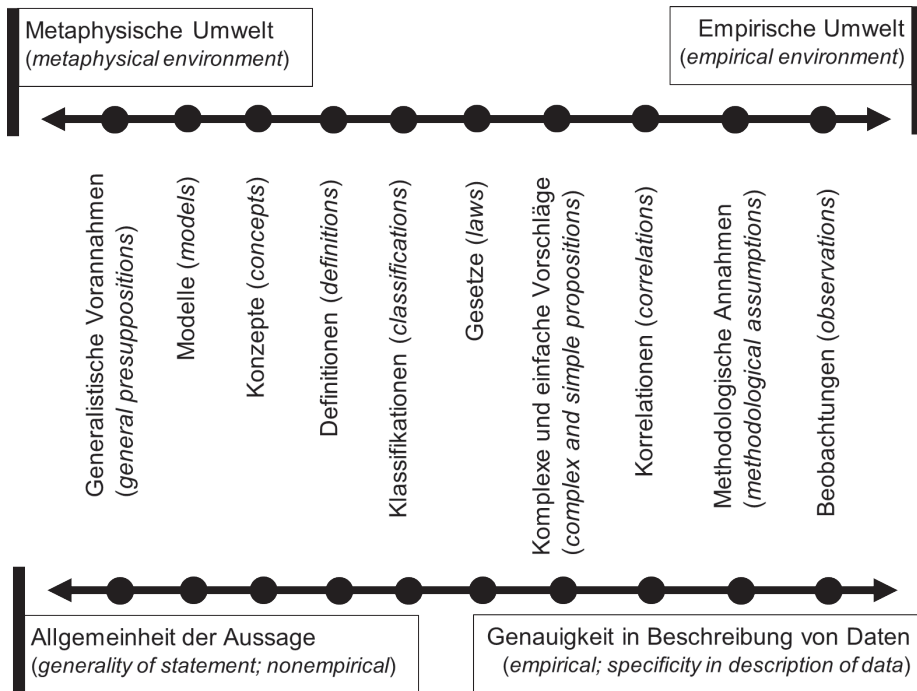 Metaphysische Umwelt
(metaphysical environment)
Empirische Umwelt
(empirical environment)
Generalistische Vorannahmen
(general presuppositions)
Modelle (models)
Konzepte (concepts)
Definitionen (definitions)
Klassifikationen (classifications)
Gesetze (laws)
Komplexe und einfache Vorschläge
(complex and simple propositions)
Korrelationen (correlations)
Methodologische Annahmen
(methodological assumptions)
Beobachtungen (observations)
Allgemeinheit der Aussage
(generality of statement; nonempirical)
Genauigkeit in Beschreibung von Daten
(empirical; specificity in description of data)